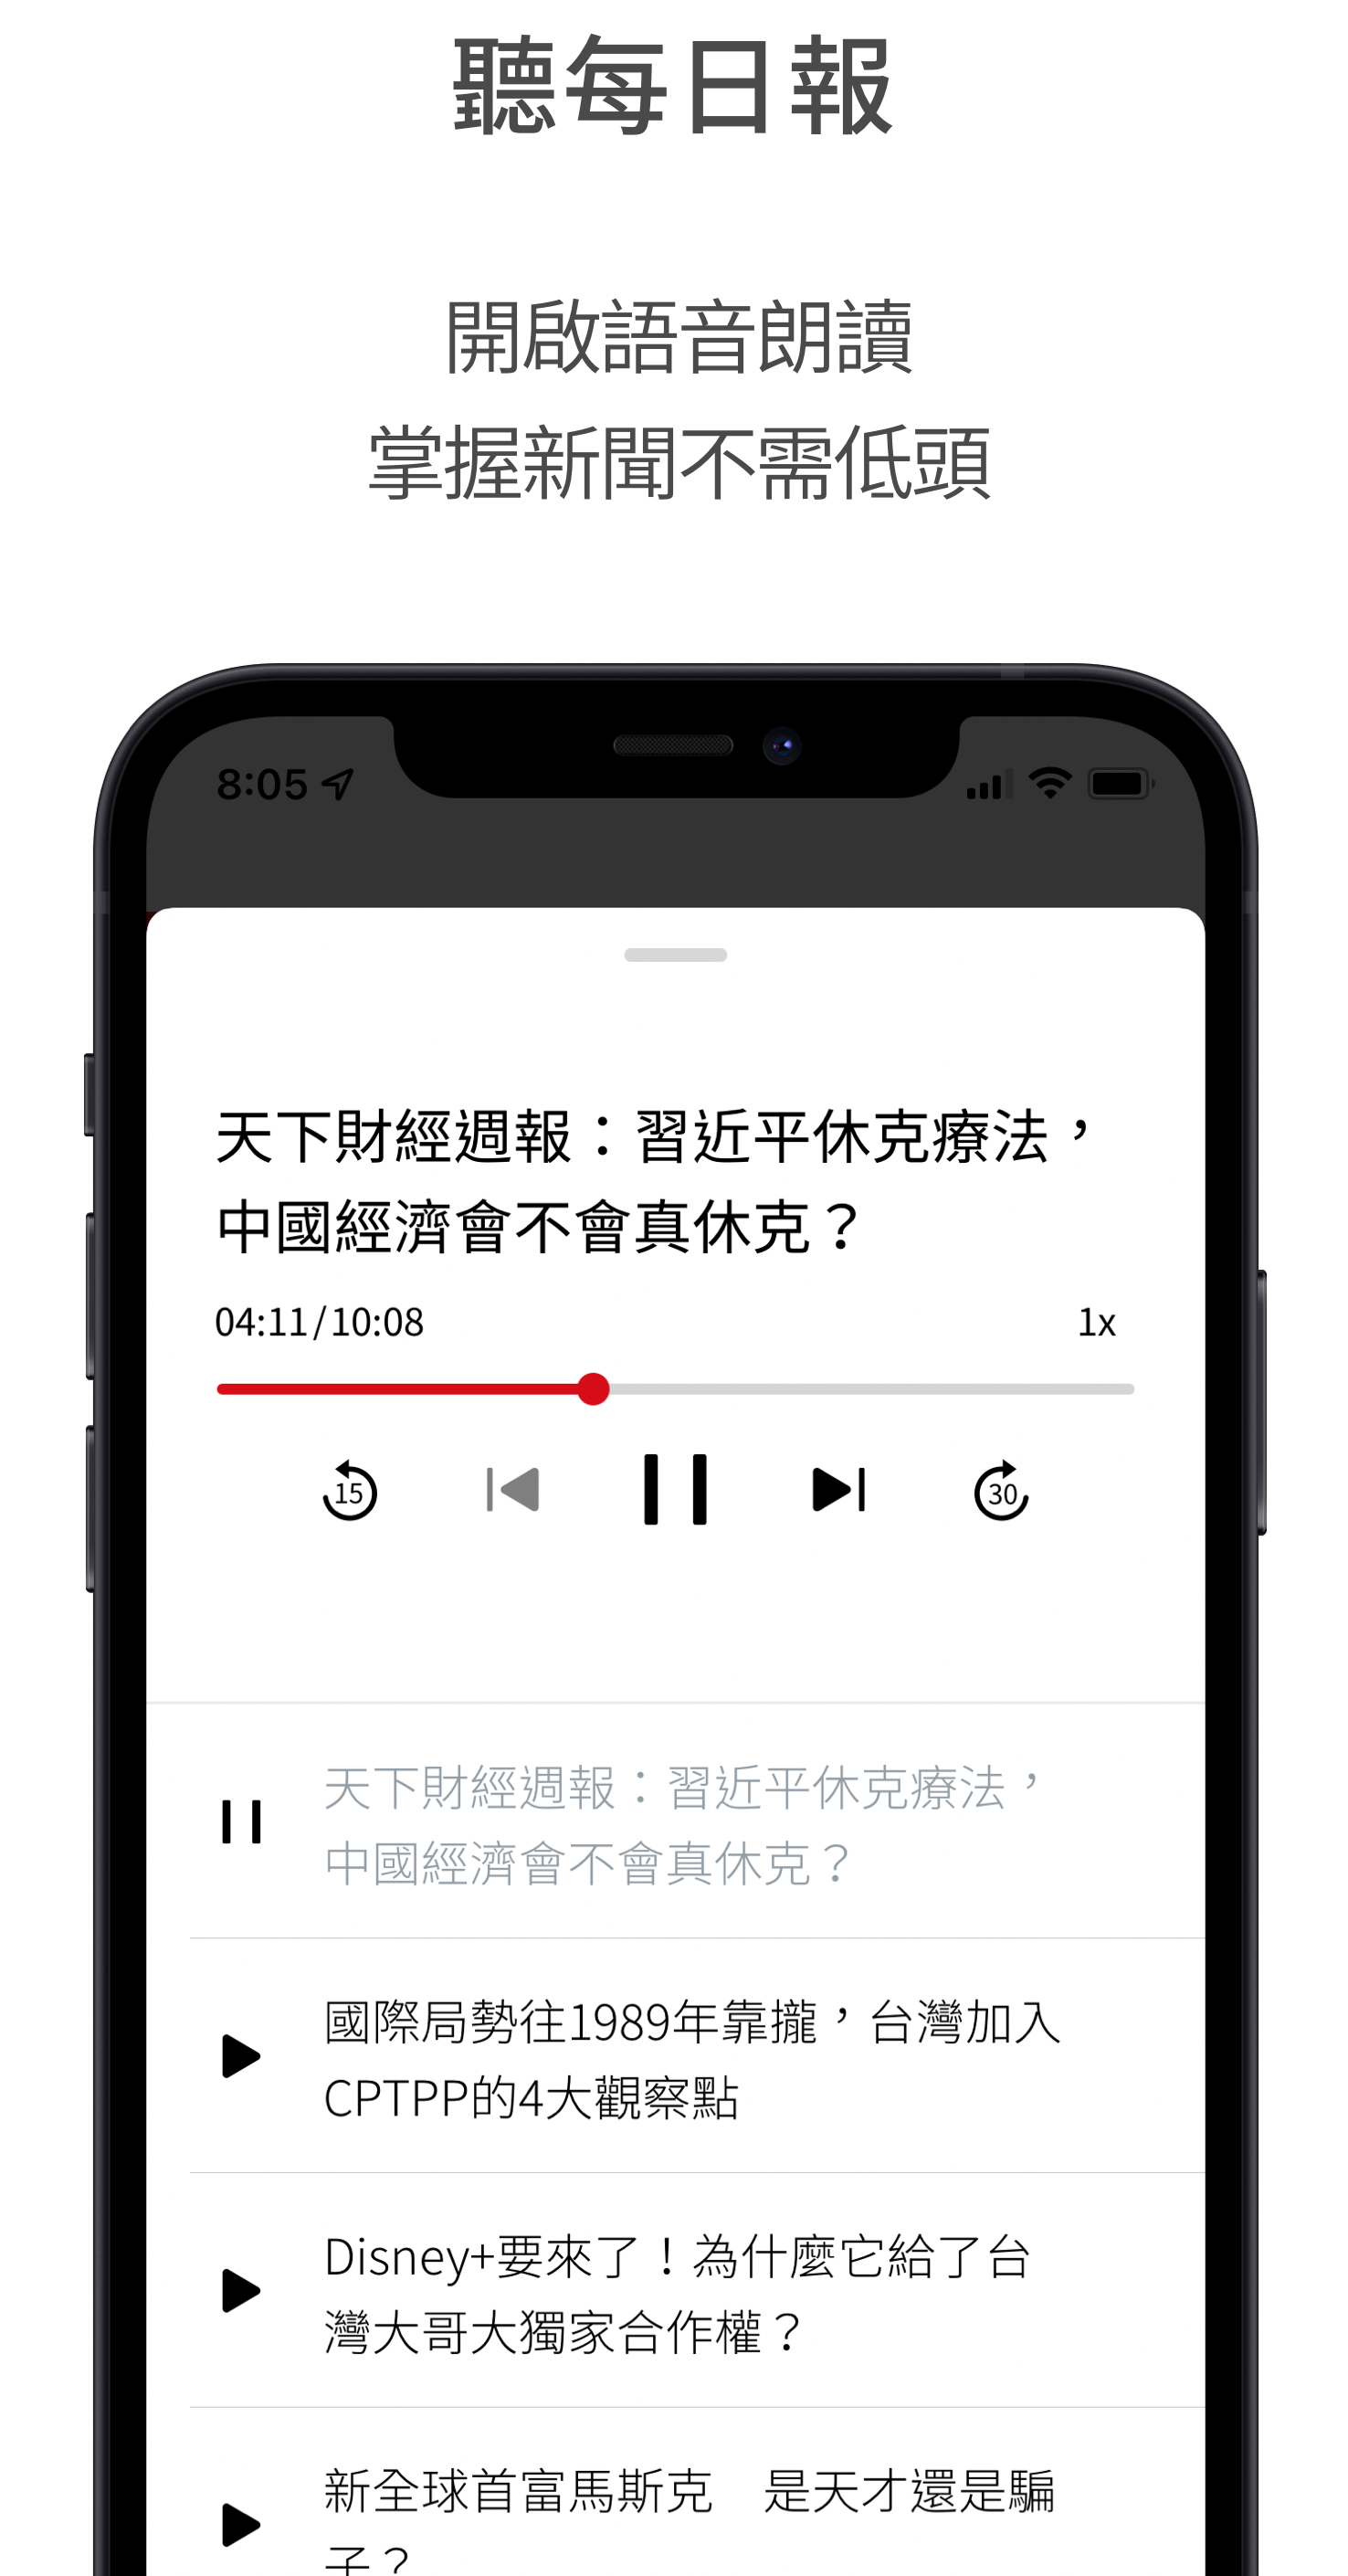 聽每日報
開啟語音朗讀
掌握新聞不需低頭
8:05
天下財經週報：習近平休克療法，
中國經濟會不會真休克？
04:11/10:08
1x
15
30
天下財經週報：習近平休克療法，
中國經濟會不會真休克？
國際局勢往1989年靠攏，台灣加入
CPTPP的4大觀察點
Disney+要來了！為什麼它給了台
灣大哥大獨家合作權？
新全球首富馬斯克　是天才還是騙
子？